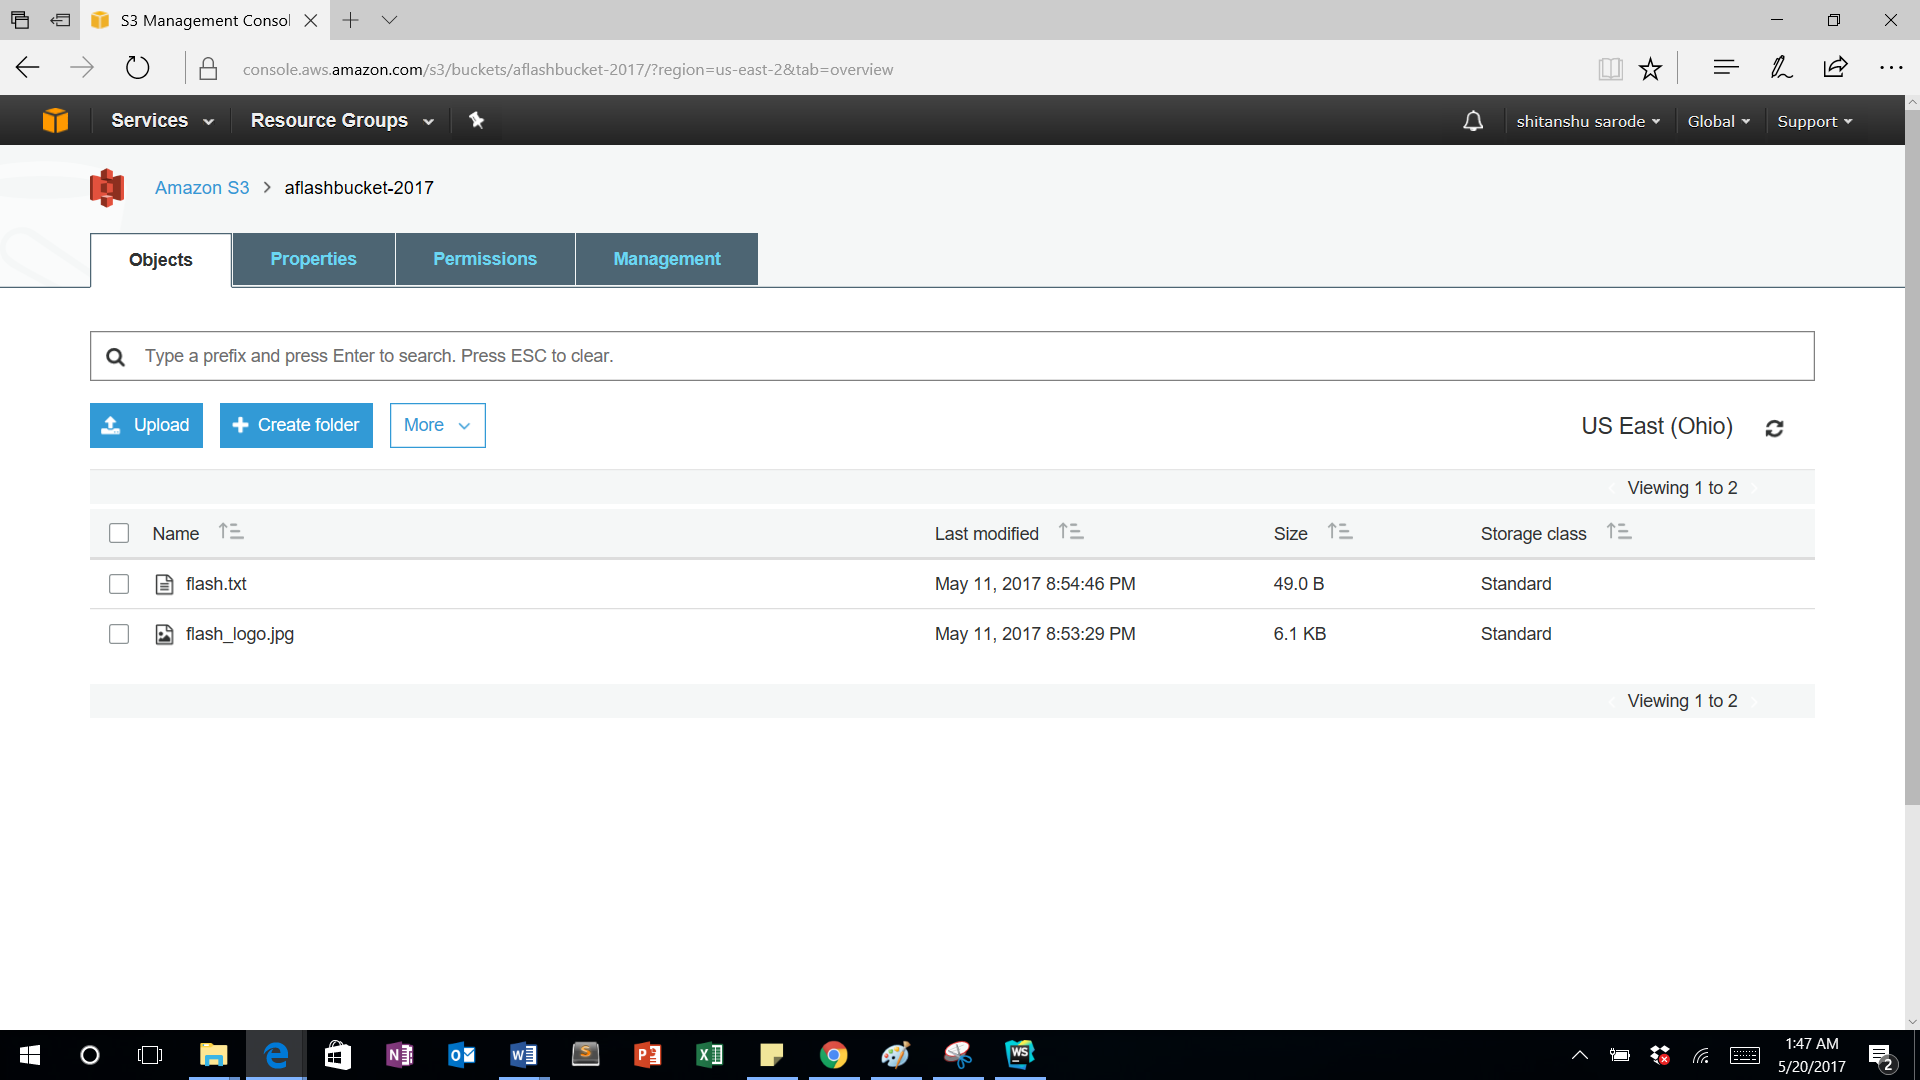 S3 Management Consol
console.aws.amazon.com/s3/buckets/aflashbucket-2017/?region=us-east-2&tab=overview
Services
Resource Groups
shitanshu sarode
Global
Support
Amazon S3 > aflashbucket-2017
Objects
Properties
Permissions
Management
Type a prefix and press Enter to search. Press ESC to clear.
Upload
Create folder
More
US East (Ohio)
Viewing 1 to 2
Name
Last modified
Size
Storage class
flash.txt
May 11, 2017 8:54:46 PM
49.0 B
Standard
flash_logo.jpg
May 11, 2017 8:53:29 PM
6.1 KB
Standard
Viewing 1 to 2
1:47 AM
5/20/2017
2